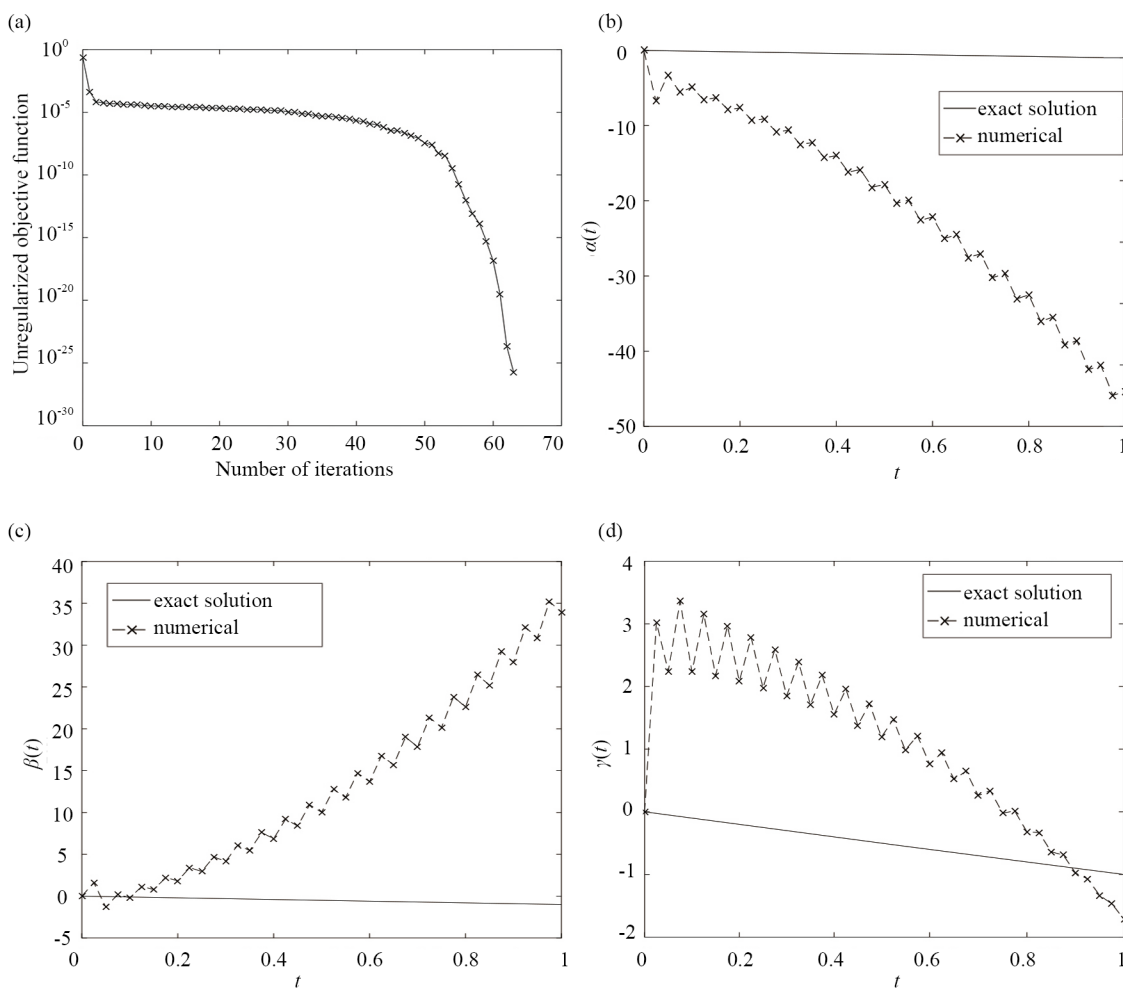 (a)
10⁰
10⁻⁵
10⁻¹⁰
10⁻¹⁵
10⁻²⁰
10⁻²⁵
10⁻³⁰
Unregularized objective function
0 10 20 30 40 50 60 70
Number of iterations
(b)
0
-10
-20
-30
-40
-50
α(t)
exact solution
numerical
0 0.2 0.4 0.6 0.8 1
t
(c)
40
35
30
25
20
15
10
5
0
-5
β(t)
exact solution
numerical
0 0.2 0.4 0.6 0.8 1
t
(d)
4
3
2
1
0
-1
-2
γ(t)
exact solution
numerical
0 0.2 0.4 0.6 0.8 1
t